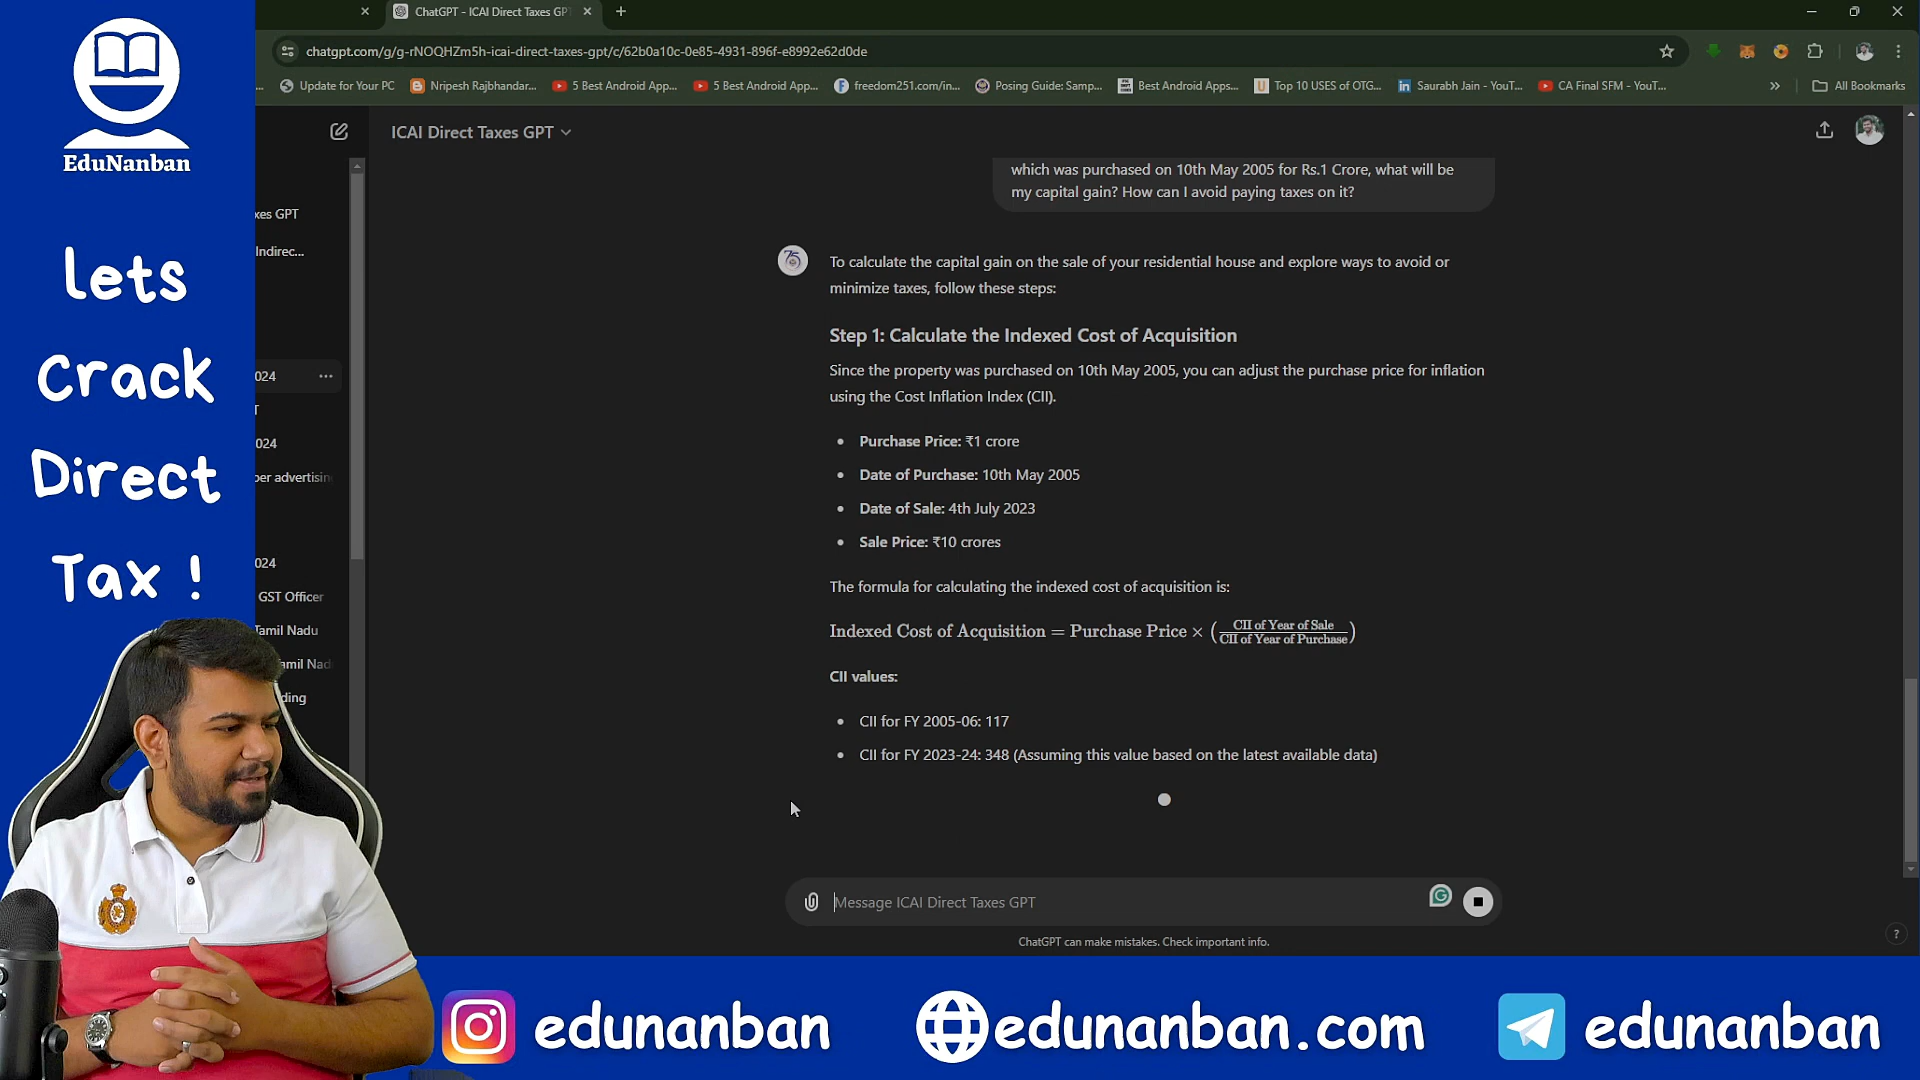 EduNanban
lets
Crack
Direct
Tax !
ChatGPT - ICAI Direct Taxes GP
chatgpt.com/g/g-rNOQHZm5h-icai-direct-taxes-gpt/c/62b0a10c-0e85-4931-896f-e8992e62d0de
...
Update for Your PC
Nripesh Rajbhandar...
5 Best Android App...
5 Best Android App...
freedom251.com/in...
Posing Guide: Samp...
Best Android Apps...
Top 10 USES of OTG...
Saurabh Jain - YouT...
CA Final SFM - YouT...
»
All Bookmarks
xes GPT
Indirec...
024
...
T
024
per advertisin
024
GST Officer
Tamil Nadu
amil Nad
ding
ICAI Direct Taxes GPT
which was purchased on 10th May 2005 for Rs.1 Crore, what will be
my capital gain? How can I avoid paying taxes on it?
75
To calculate the capital gain on the sale of your residential house and explore ways to avoid or
minimize taxes, follow these steps:
Step 1: Calculate the Indexed Cost of Acquisition
Since the property was purchased on 10th May 2005, you can adjust the purchase price for inflation
using the Cost Inflation Index (CII).
• Purchase Price: ₹1 crore
• Date of Purchase: 10th May 2005
• Date of Sale: 4th July 2023
• Sale Price: ₹10 crores
The formula for calculating the indexed cost of acquisition is:
Indexed Cost of Acquisition = Purchase Price × (CII of Year of Sale / CII of Year of Purchase)
CII values:
• CII for FY 2005-06: 117
• CII for FY 2023-24: 348 (Assuming this value based on the latest available data)
Message ICAI Direct Taxes GPT
ChatGPT can make mistakes. Check important info.
?
edunanban
edunanban.com
edunanban